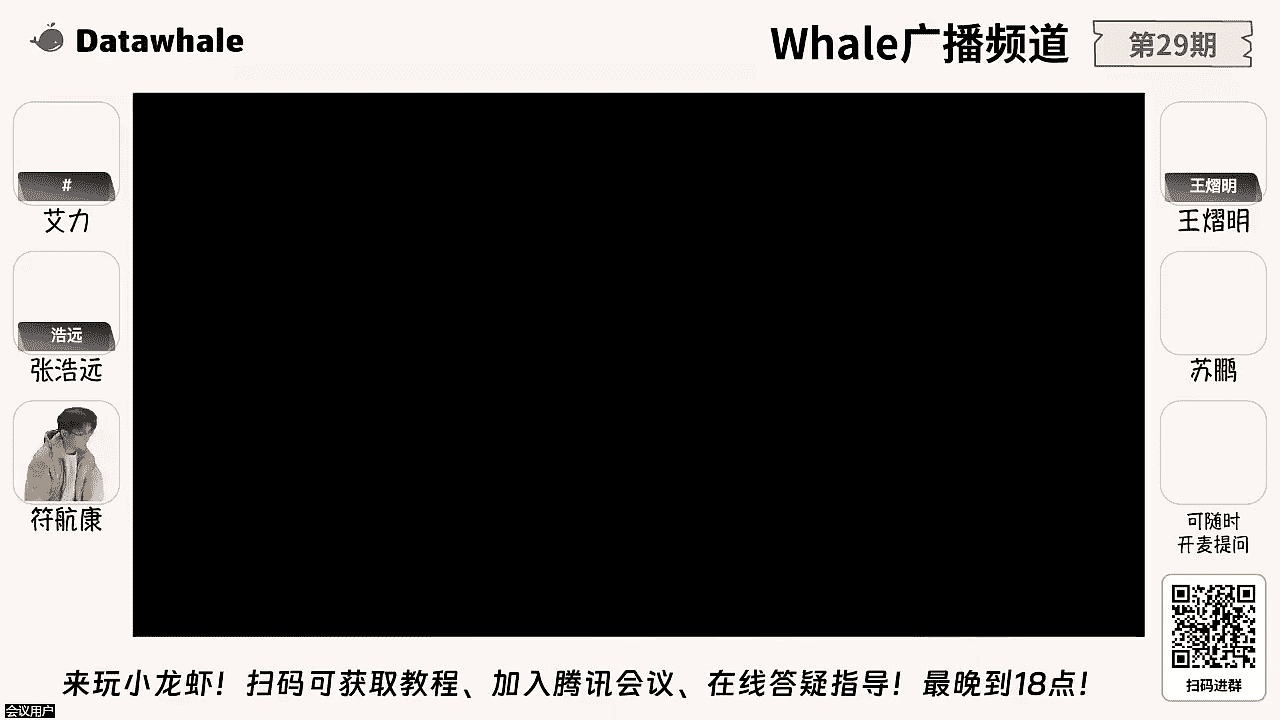 Datawhale
Whale广播频道
第29期
#
艾力
浩远
张浩远
符航康
王熠明
王熠明
苏鹏
可随时
开麦提问
扫码进群
来玩小龙虾！扫码可获取教程、加入腾讯会议、在线答疑指导！最晚到18点！
会议用户